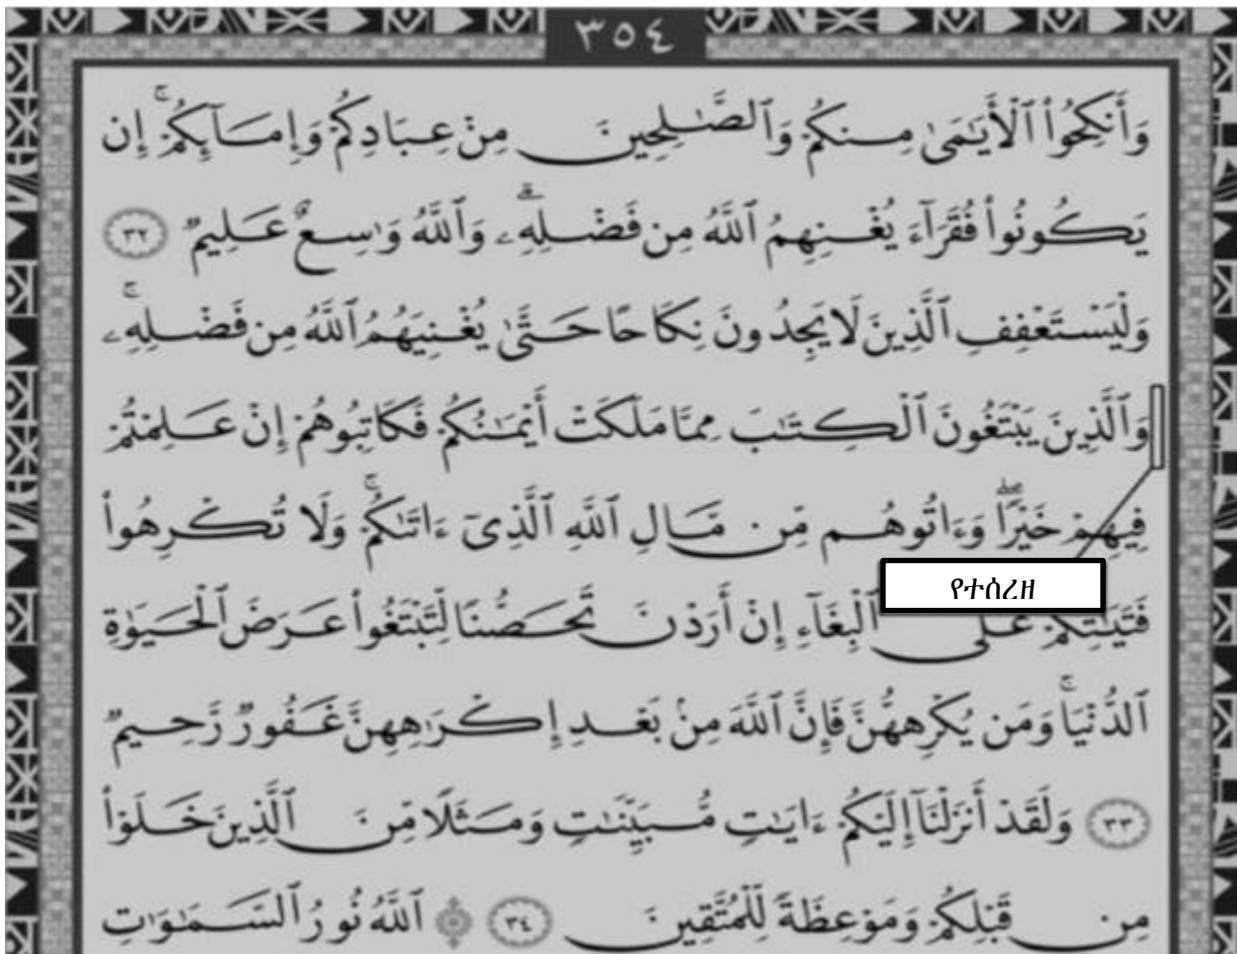 ٣٥٤
وَأَنكِحُوا۟ ٱلْأَيَـٰمَىٰ مِنكُمْ وَٱلصَّـٰلِحِينَ مِنْ عِبَادِكُمْ وَإِمَآئِكُمْ ۚ إِن
يَكُونُوا۟ فُقَرَآءَ يُغْنِهِمُ ٱللَّهُ مِن فَضْلِهِۦ ۗ وَٱللَّهُ وَٰسِعٌ عَلِيمٌ ٣٢
وَلْيَسْتَعْفِفِ ٱلَّذِينَ لَا يَجِدُونَ نِكَاحًا حَتَّىٰ يُغْنِيَهُمُ ٱللَّهُ مِن فَضْلِهِۦ ۚ
وَٱلَّذِينَ يَبْتَغُونَ ٱلْكِتَـٰبَ مِمَّا مَلَكَتْ أَيْمَـٰنُكُمْ فَكَاتِبُوهُمْ إِنْ عَلِمْتُمْ
فِيهِمْ خَيْرًا ۖ وَءَاتُوهُم مِّن مَّالِ ٱللَّهِ ٱلَّذِىٓ ءَاتَىٰكُمْ ۚ وَلَا تُكْرِهُوا۟
የተሰረዘ
فَتَيَـٰتِكُمْ عَلَى ٱلْبِغَآءِ إِنْ أَرَدْنَ تَحَصُّنًا لِّتَبْتَغُوا۟ عَرَضَ ٱلْحَيَوٰةِ
ٱلدُّنْيَا ۚ وَمَن يُكْرِههُّنَّ فَإِنَّ ٱللَّهَ مِنۢ بَعْدِ إِكْرَٰهِهِنَّ غَفُورٌ رَّحِيمٌ
٣٣ وَلَقَدْ أَنزَلْنَآ إِلَيْكُمْ ءَايَـٰتٍ مُّبَيِّنَـٰتٍ وَمَثَلًا مِّنَ ٱلَّذِينَ خَلَوْا۟
مِن قَبْلِكُمْ وَمَوْعِظَةً لِّلْمُتَّقِينَ ٣٤ ۞ ٱللَّهُ نُورُ ٱلسَّمَـٰوَٰتِ